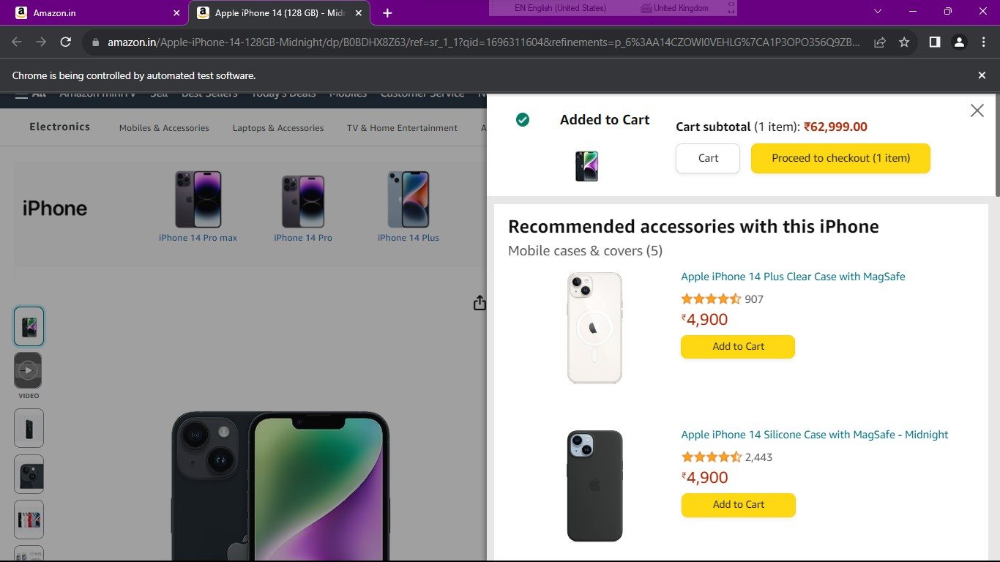 Amazon.in
Apple iPhone 14 (128 GB) - Midn
EN English (United States)
United Kingdom
amazon.in/Apple-iPhone-14-128GB-Midnight/dp/B0BDHX8Z63/ref=sr_1_1?qid=1696311604&refinements=p_6%3AA14CZOWI0VEHLG%7CA1P3OPO356Q9ZB...
Chrome is being controlled by automated test software.
All Amazon miniTV Sell Best Sellers Today's Deals Mobiles Customer Service N
Electronics Mobiles & Accessories Laptops & Accessories TV & Home Entertainment A
iPhone
iPhone 14 Pro max
iPhone 14 Pro
iPhone 14 Plus
VIDEO
Added to Cart
Cart subtotal (1 item): ₹62,999.00
Cart
Proceed to checkout (1 item)
Recommended accessories with this iPhone
Mobile cases & covers (5)
Apple iPhone 14 Plus Clear Case with MagSafe
907
₹4,900
Add to Cart
Apple iPhone 14 Silicone Case with MagSafe - Midnight
2,443
₹4,900
Add to Cart